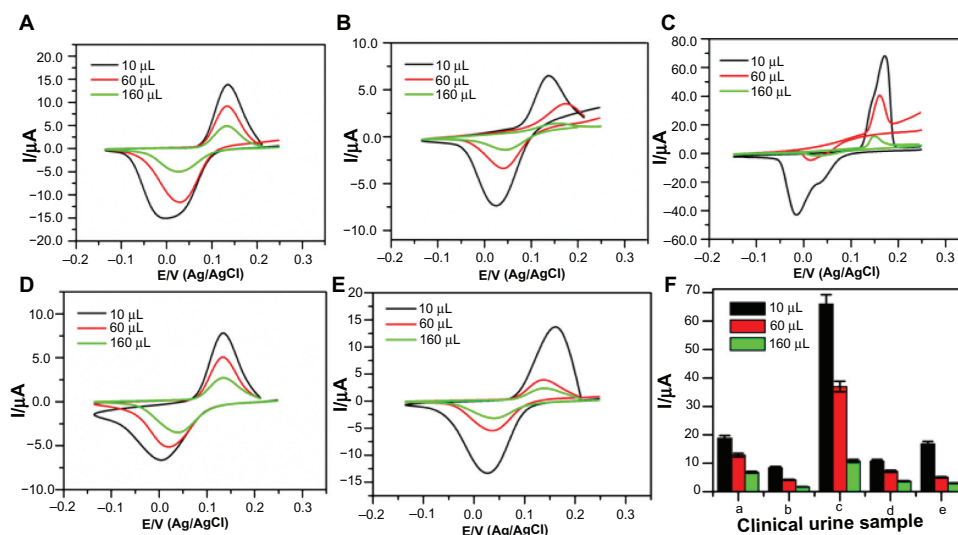 A
22.5
20.0
15.0
10.0
5.0
0.0
−5.0
−10.0
−15.0
−20.0
I/µA
10 µL
60 µL
160 µL
−0.2 −0.1 0.0 0.1 0.2 0.3
E/V (Ag/AgCl)
B
10.0
5.0
0.0
−5.0
−10.0
I/µA
10 µL
60 µL
160 µL
−0.2 −0.1 0.0 0.1 0.2 0.3
E/V (Ag/AgCl)
C
80.0
60.0
40.0
20.0
0.0
−20.0
−40.0
−60.0
I/µA
10 µL
60 µL
160 µL
−0.2 −0.1 0.0 0.1 0.2 0.3
E/V (Ag/AgCl)
D
10.0
5.0
0.0
−5.0
−10.0
I/µA
10 µL
60 µL
160 µL
−0.2 −0.1 0.0 0.1 0.2 0.3
E/V (Ag/AgCl)
E
20
15
10
5
0
−5
−10
−15
I/µA
10 µL
60 µL
160 µL
−0.2 −0.1 0.0 0.1 0.2 0.3
E/V (Ag/AgCl)
F
70
60
50
40
30
20
10
0
I/µA
10 µL
60 µL
160 µL
a b c d e
Clinical urine sample